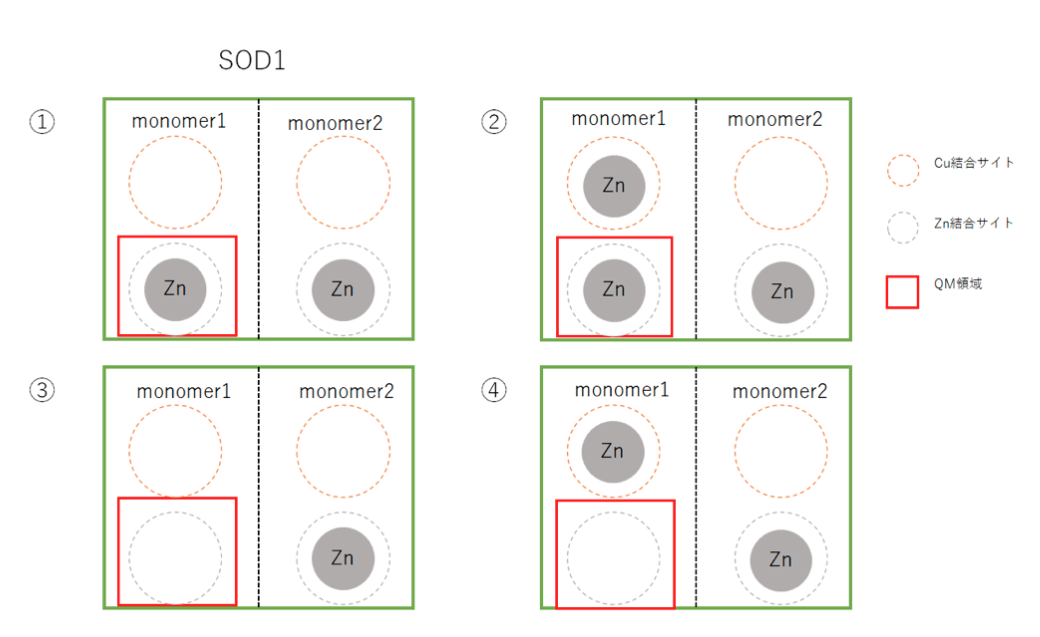 SOD1
①
monomer1
monomer2
Zn
Zn
②
monomer1
monomer2
Zn
Zn
Zn
Cu結合サイト
Zn結合サイト
QM領域
③
monomer1
monomer2
Zn
④
monomer1
monomer2
Zn
Zn